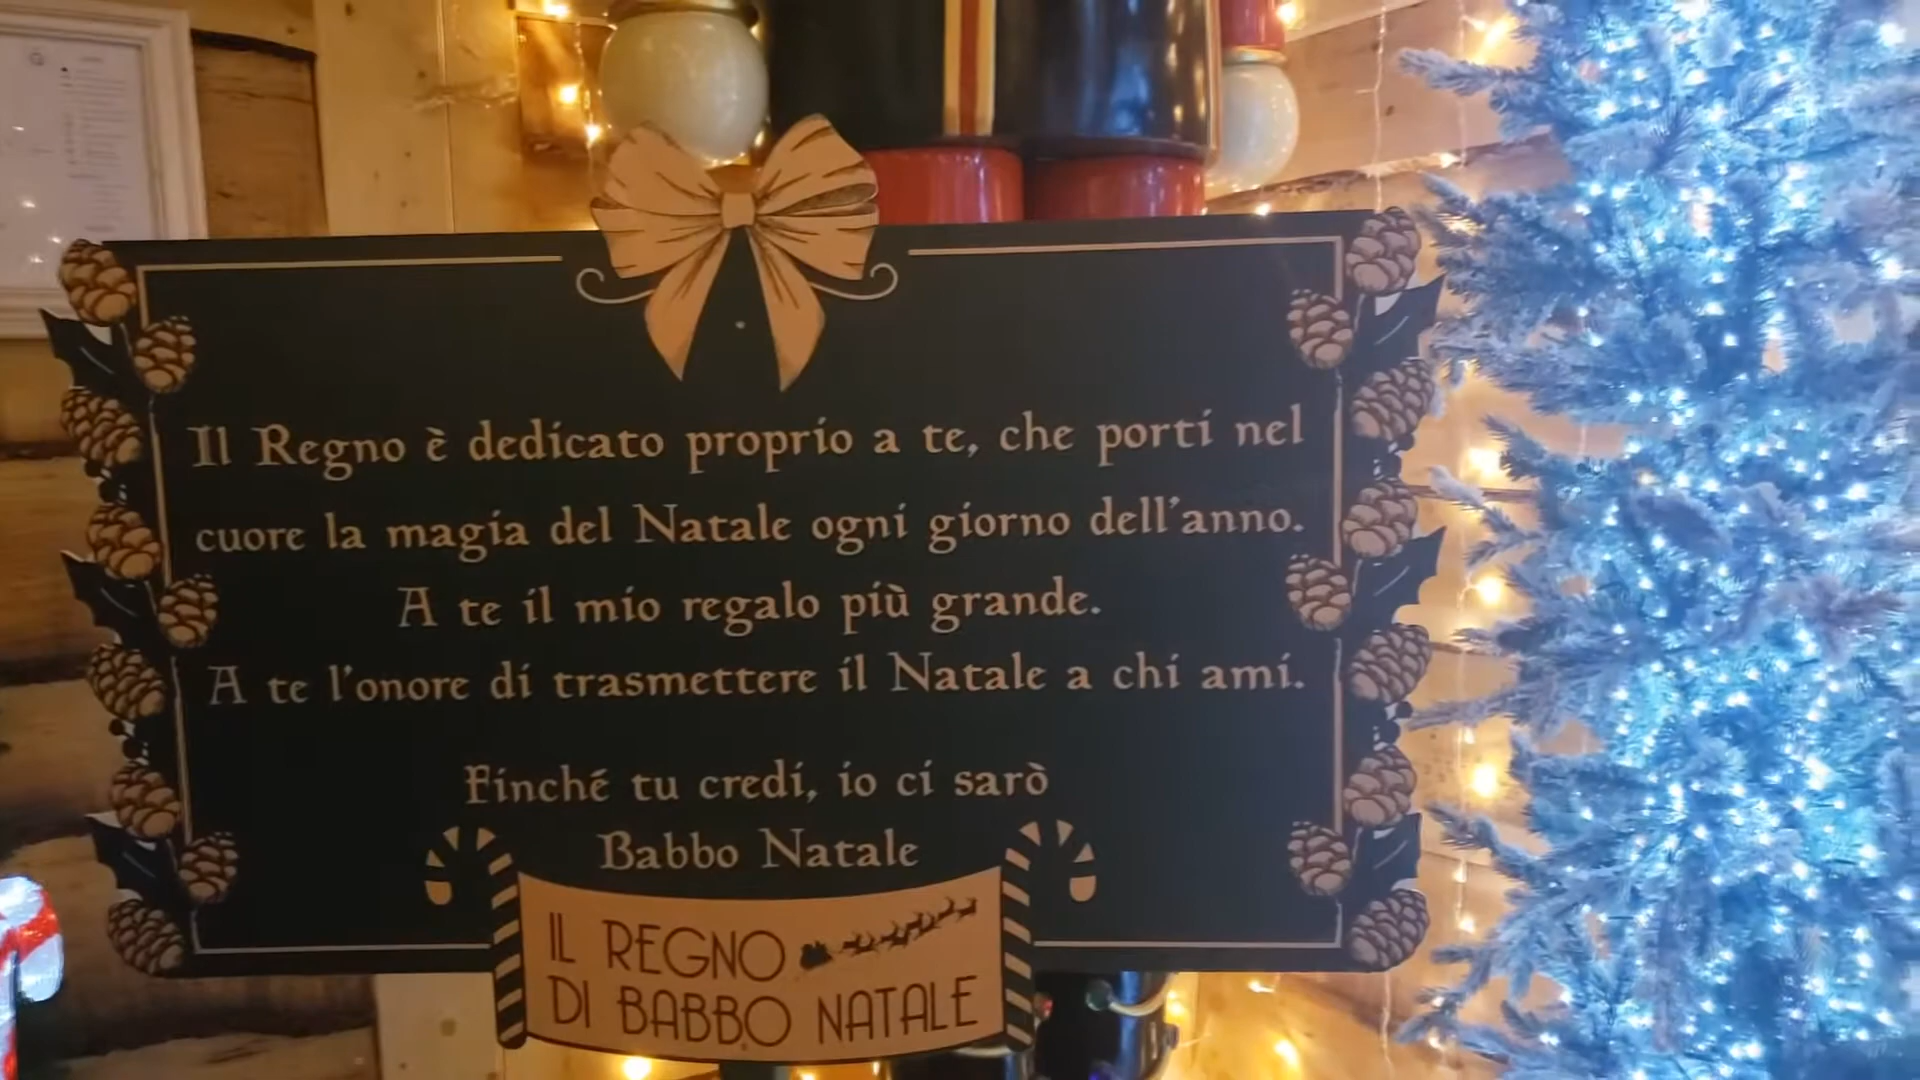 Il Regno è dedicato proprio a te, che porti nel
cuore la magia del Natale ogni giorno dell'anno.
A te il mio regalo più grande.
A te l'onore di trasmettere il Natale a chi ami.
Finché tu credi, io ci sarò
Babbo Natale
IL REGNO
DI BABBO NATALE